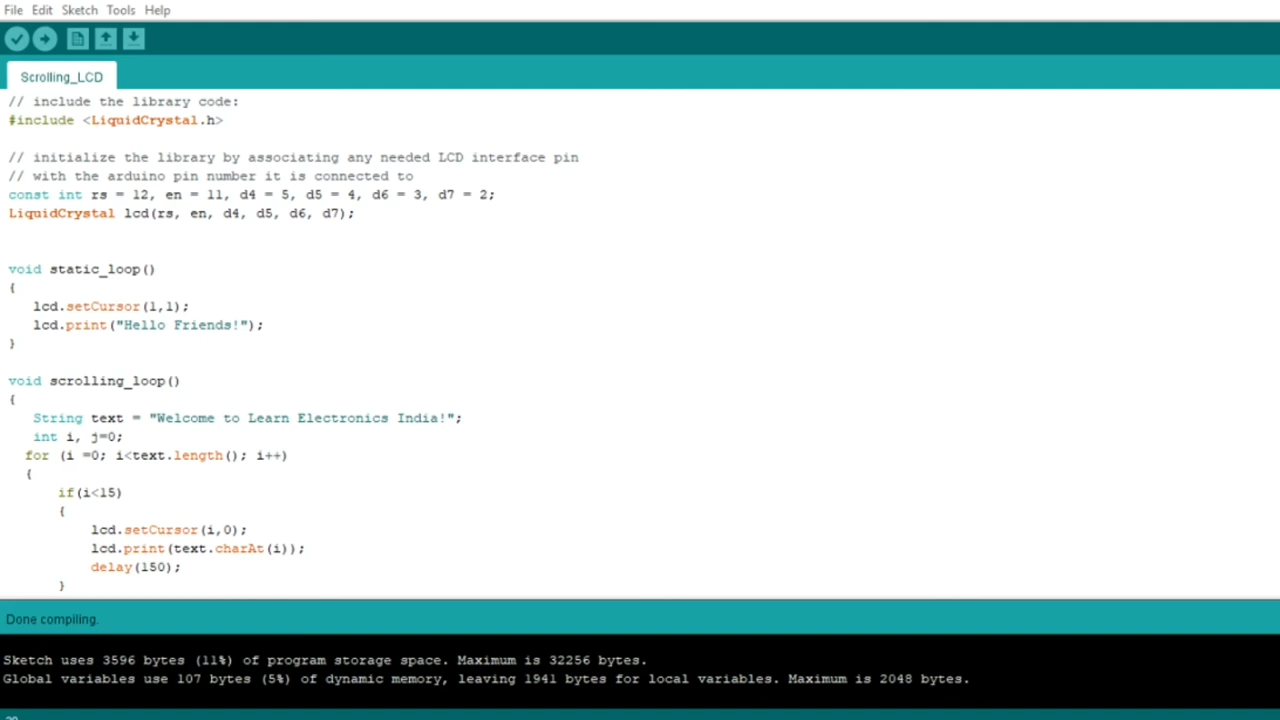 File Edit Sketch Tools Help
Scrolling_LCD
// include the library code:
#include <LiquidCrystal.h>
// initialize the library by associating any needed LCD interface pin
// with the arduino pin number it is connected to
const int rs = 12, en = 11, d4 = 5, d5 = 4, d6 = 3, d7 = 2;
LiquidCrystal lcd(rs, en, d4, d5, d6, d7);
void static_loop()
{
lcd.setCursor(1,1);
lcd.print("Hello Friends!");
}
void scrolling_loop()
{
String text = "Welcome to Learn Electronics India!";
int i, j=0;
for (i =0; i<text.length(); i++)
{
if(i<15)
{
lcd.setCursor(i,0);
lcd.print(text.charAt(i));
delay(150);
}
Done compiling.
Sketch uses 3596 bytes (11%) of program storage space. Maximum is 32256 bytes.
Global variables use 107 bytes (5%) of dynamic memory, leaving 1941 bytes for local variables. Maximum is 2048 bytes.